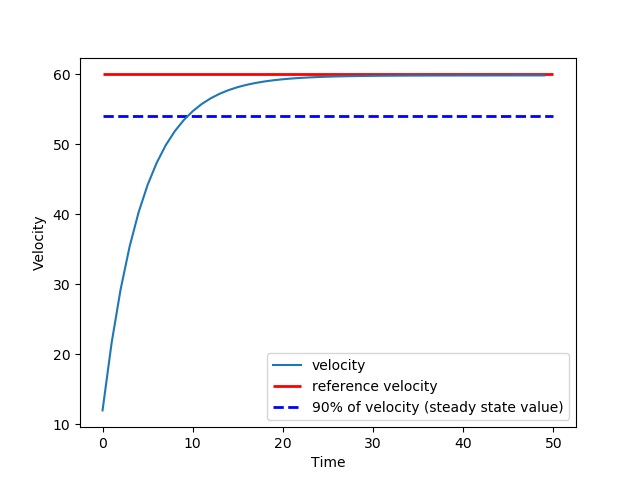 60
50
40
30
20
10
Velocity
velocity
reference velocity
90% of velocity (steady state value)
0 10 20 30 40 50
Time